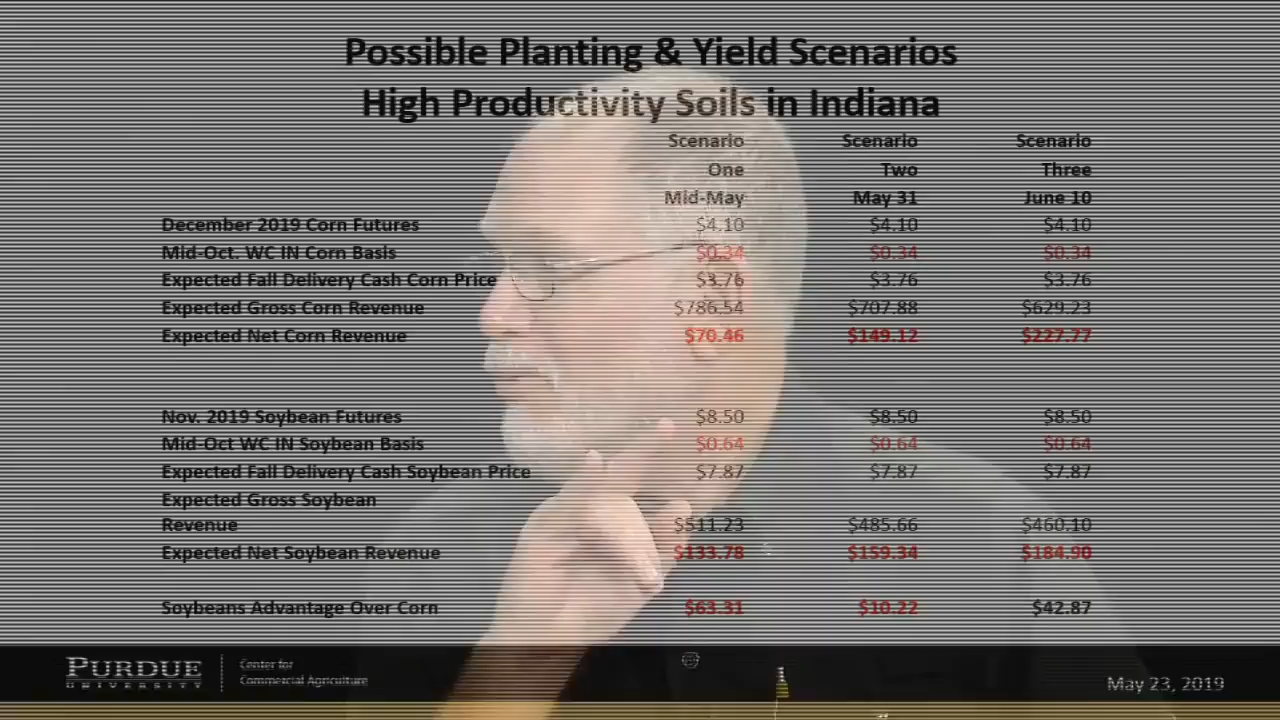 Possible Planting & Yield Scenarios
High Productivity Soils in Indiana
Scenario Scenario Scenario
One Two Three
Mid-May May 31 June 10
December 2019 Corn Futures $4.10 $4.10 $4.10
Mid-Oct. WC IN Corn Basis $0.34 $0.34 $0.34
Expected Fall Delivery Cash Corn Price $3.76 $3.76 $3.76
Expected Gross Corn Revenue $786.54 $707.88 $629.23
Expected Net Corn Revenue $70.46 $149.12 $227.77
Nov. 2019 Soybean Futures $8.50 $8.50 $8.50
Mid-Oct WC IN Soybean Basis $0.64 $0.64 $0.64
Expected Fall Delivery Cash Soybean Price $7.87 $7.87 $7.87
Expected Gross Soybean
Revenue $511.23 $485.66 $460.10
Expected Net Soybean Revenue $133.78 $159.34 $184.90
Soybeans Advantage Over Corn $63.31 $10.22 $42.87
PURDUE
UNIVERSITY
Center for
Commercial Agriculture
May 23, 2019